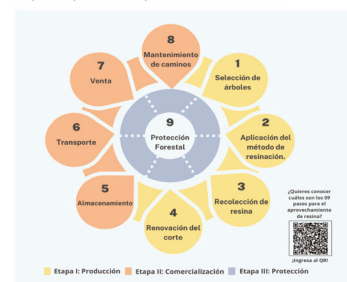 8
Mantenimiento
de caminos
1
Selección de
árboles
2
Aplicación del
método de
resinación.
3
Recolección de
resina
4
Renovación del
corte
5
Almacenamiento
6
Transporte
7
Venta
9
Protección
Forestal
¿Quieres conocer
cuáles son los 09
pasos para el
aprovechamiento
de resina?
¡Ingresa al QR!
Etapa I: Producción
Etapa II: Comercialización
Etapa III: Protección